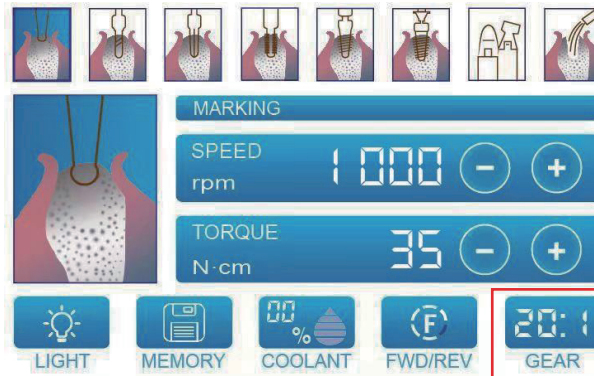 MARKING
SPEED
rpm
1000
TORQUE
N·cm
35
00
%
F
20:1
LIGHT
MEMORY
COOLANT
FWD/REV
GEAR